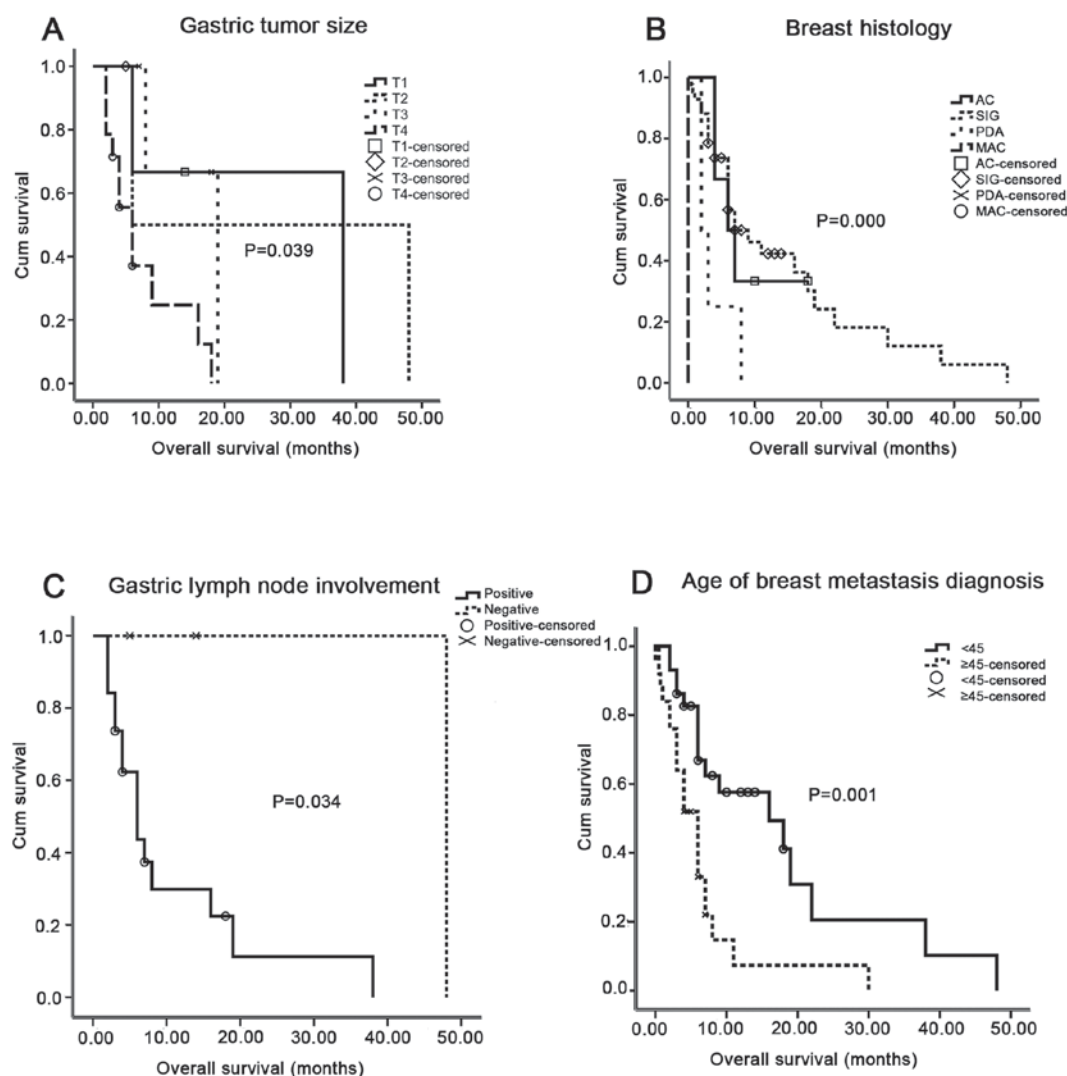 A
Gastric tumor size
1.0
0.8
0.6
0.4
0.2
0.0
Cum survival
T1
T2
T3
T4
T1-censored
T2-censored
T3-censored
T4-censored
P=0.039
0.00
10.00
20.00
30.00
40.00
50.00
Overall survival (months)
B
Breast histology
1.0
0.8
0.6
0.4
0.2
0.0
Cum survival
AC
SIG
PDA
MAC
AC-censored
SIG-censored
PDA-censored
MAC-censored
P=0.000
0.00
10.00
20.00
30.00
40.00
50.00
Overall survival (months)
C
Gastric lymph node involvement
Positive
Negative
Positive-censored
Negative-censored
1.0
0.8
0.6
0.4
0.2
0.0
Cum survival
P=0.034
0.00
10.00
20.00
30.00
40.00
50.00
Overall survival (months)
D
Age of breast metastasis diagnosis
1.0
0.8
0.6
0.4
0.2
0.0
Cum survival
<45
≥45-censored
<45-censored
≥45-censored
P=0.001
0.00
10.00
20.00
30.00
40.00
50.00
Overall survival (months)